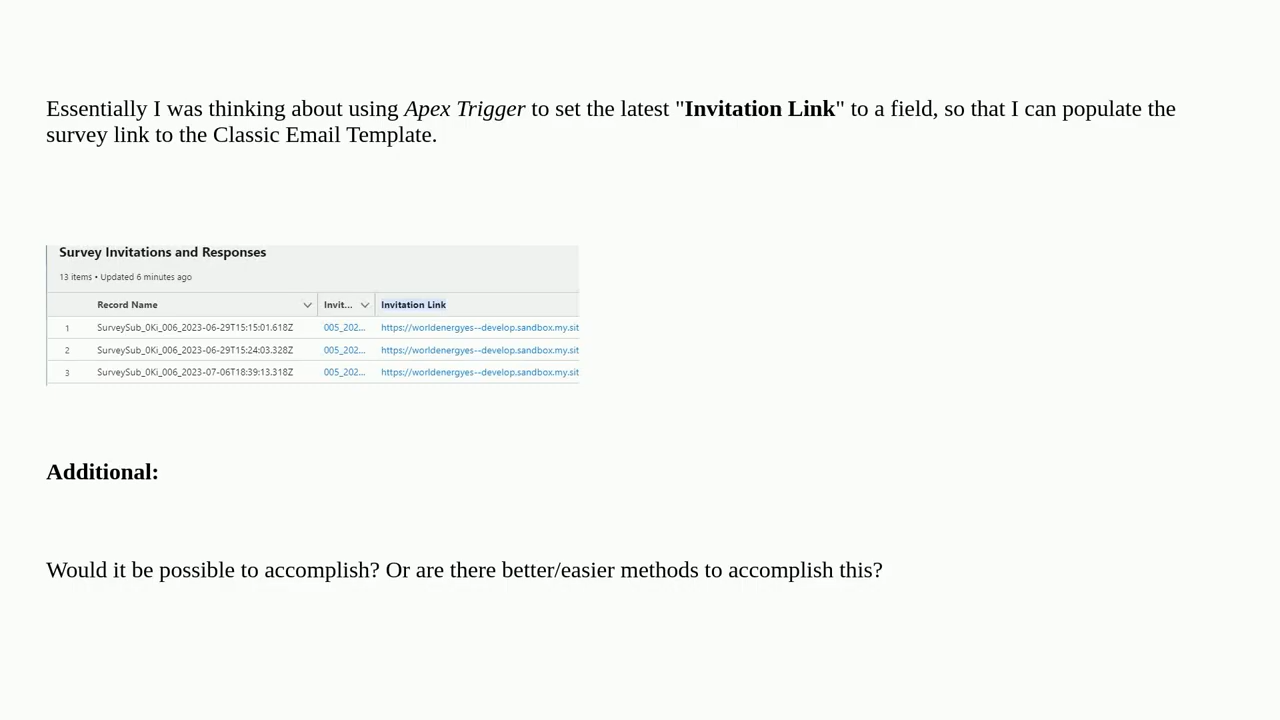 Essentially I was thinking about using Apex Trigger to set the latest "Invitation Link" to a field, so that I can populate the
survey link to the Classic Email Template.
Survey Invitations and Responses
13 items • Updated 6 minutes ago
Record Name Invit... Invitation Link
1 SurveySub_0Ki_006_2023-06-29T15:15:01.618Z 005_202... https://worldenergyes--develop.sandbox.my.sit
2 SurveySub_0Ki_006_2023-06-29T15:24:03.328Z 005_202... https://worldenergyes--develop.sandbox.my.sit
3 SurveySub_0Ki_006_2023-07-06T18:39:13.318Z 005_202... https://worldenergyes--develop.sandbox.my.sit
Additional:
Would it be possible to accomplish? Or are there better/easier methods to accomplish this?